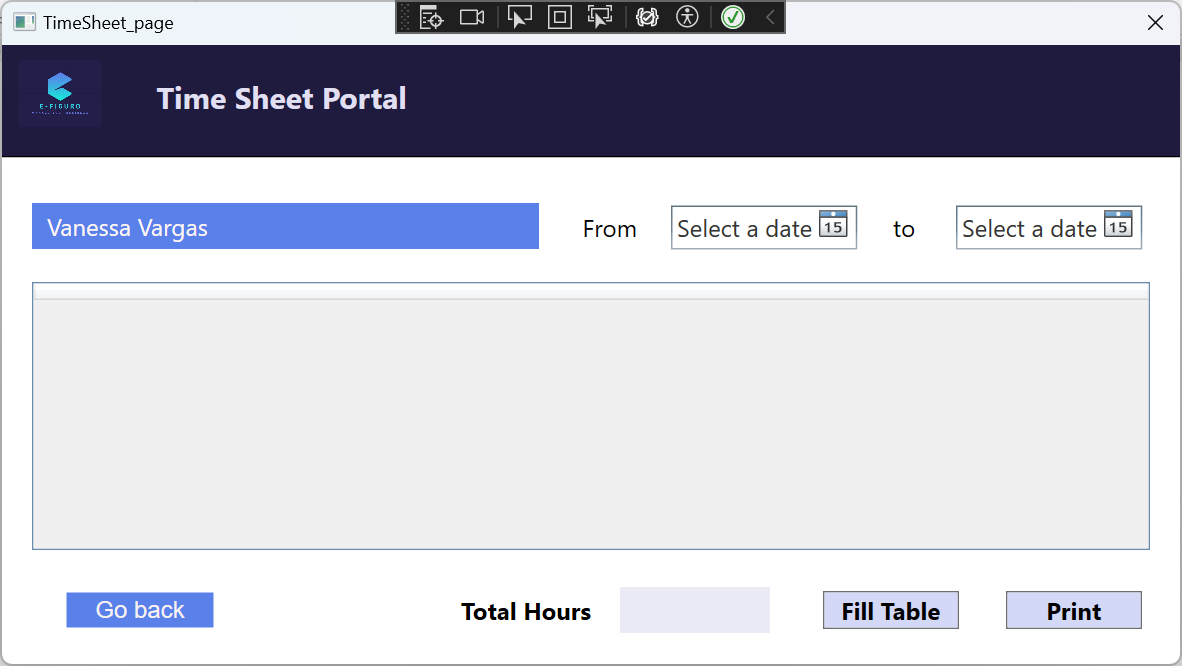 TimeSheet_page
E-FIGURO
Time Sheet Portal
Vanessa Vargas
From
Select a date
15
to
Select a date
15
Go back
Total Hours
Fill Table
Print